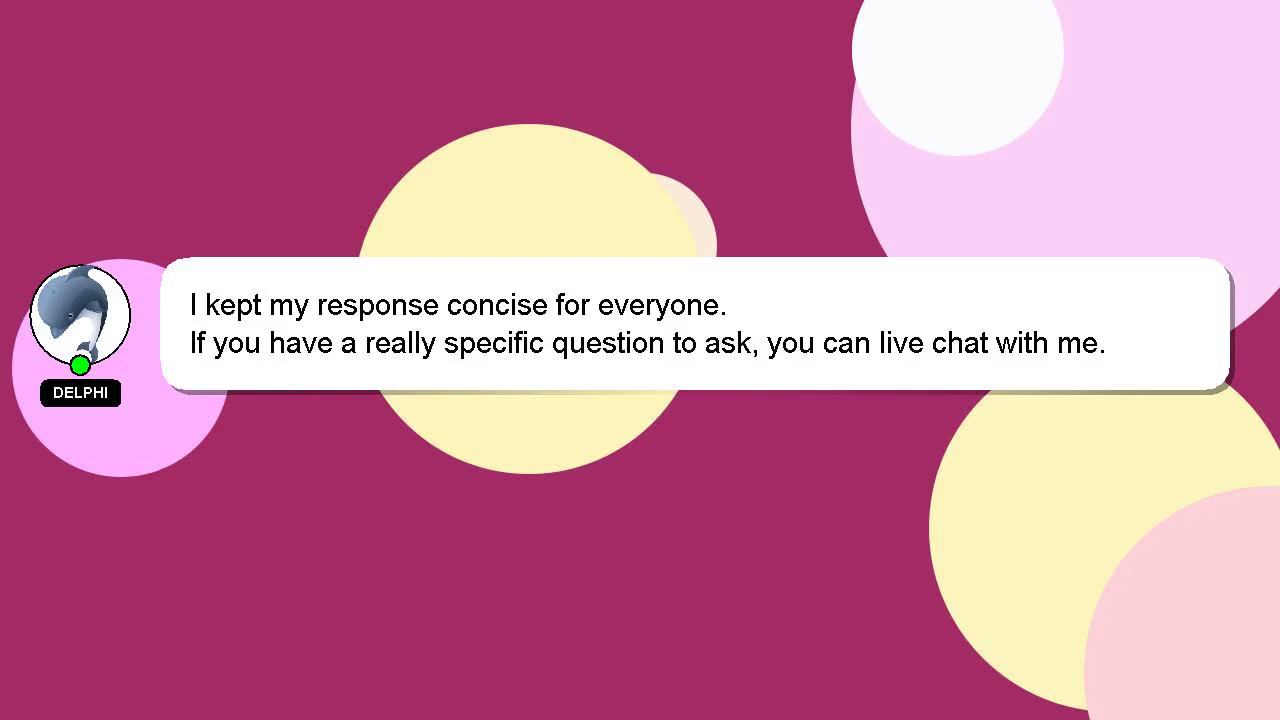 I kept my response concise for everyone.
If you have a really specific question to ask, you can live chat with me.
DELPHI